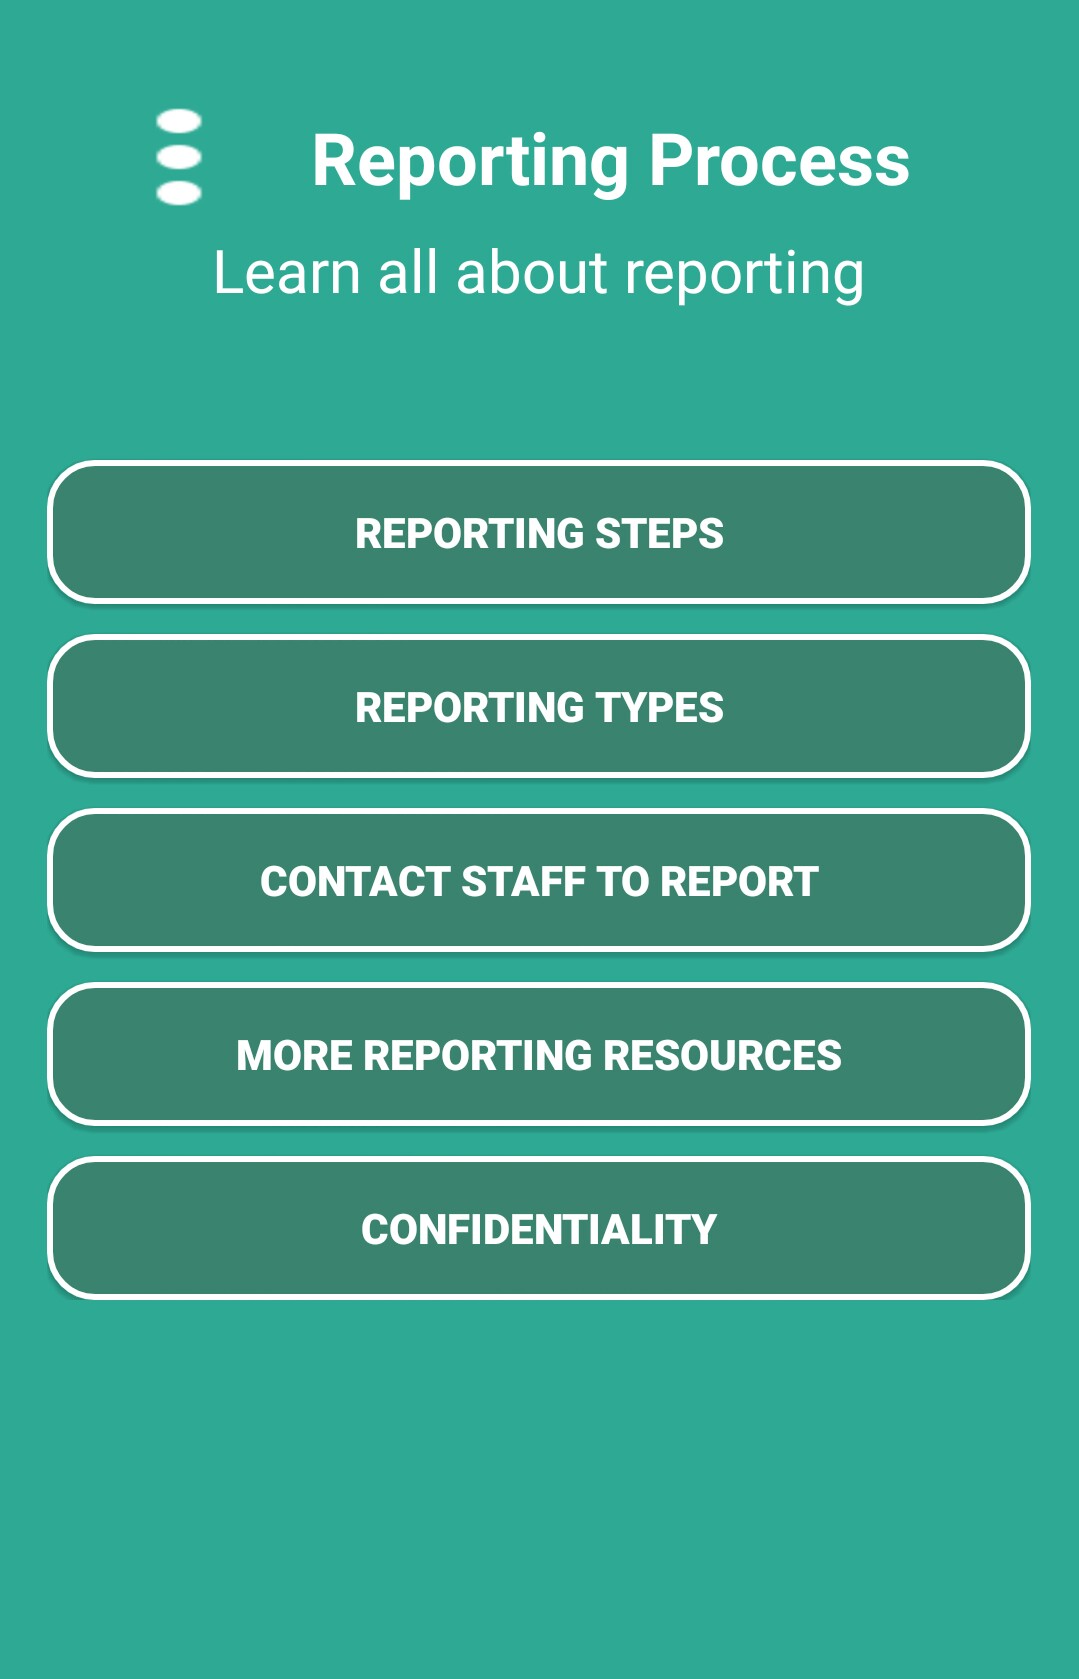 Reporting Process
Learn all about reporting
REPORTING STEPS
REPORTING TYPES
CONTACT STAFF TO REPORT
MORE REPORTING RESOURCES
CONFIDENTIALITY